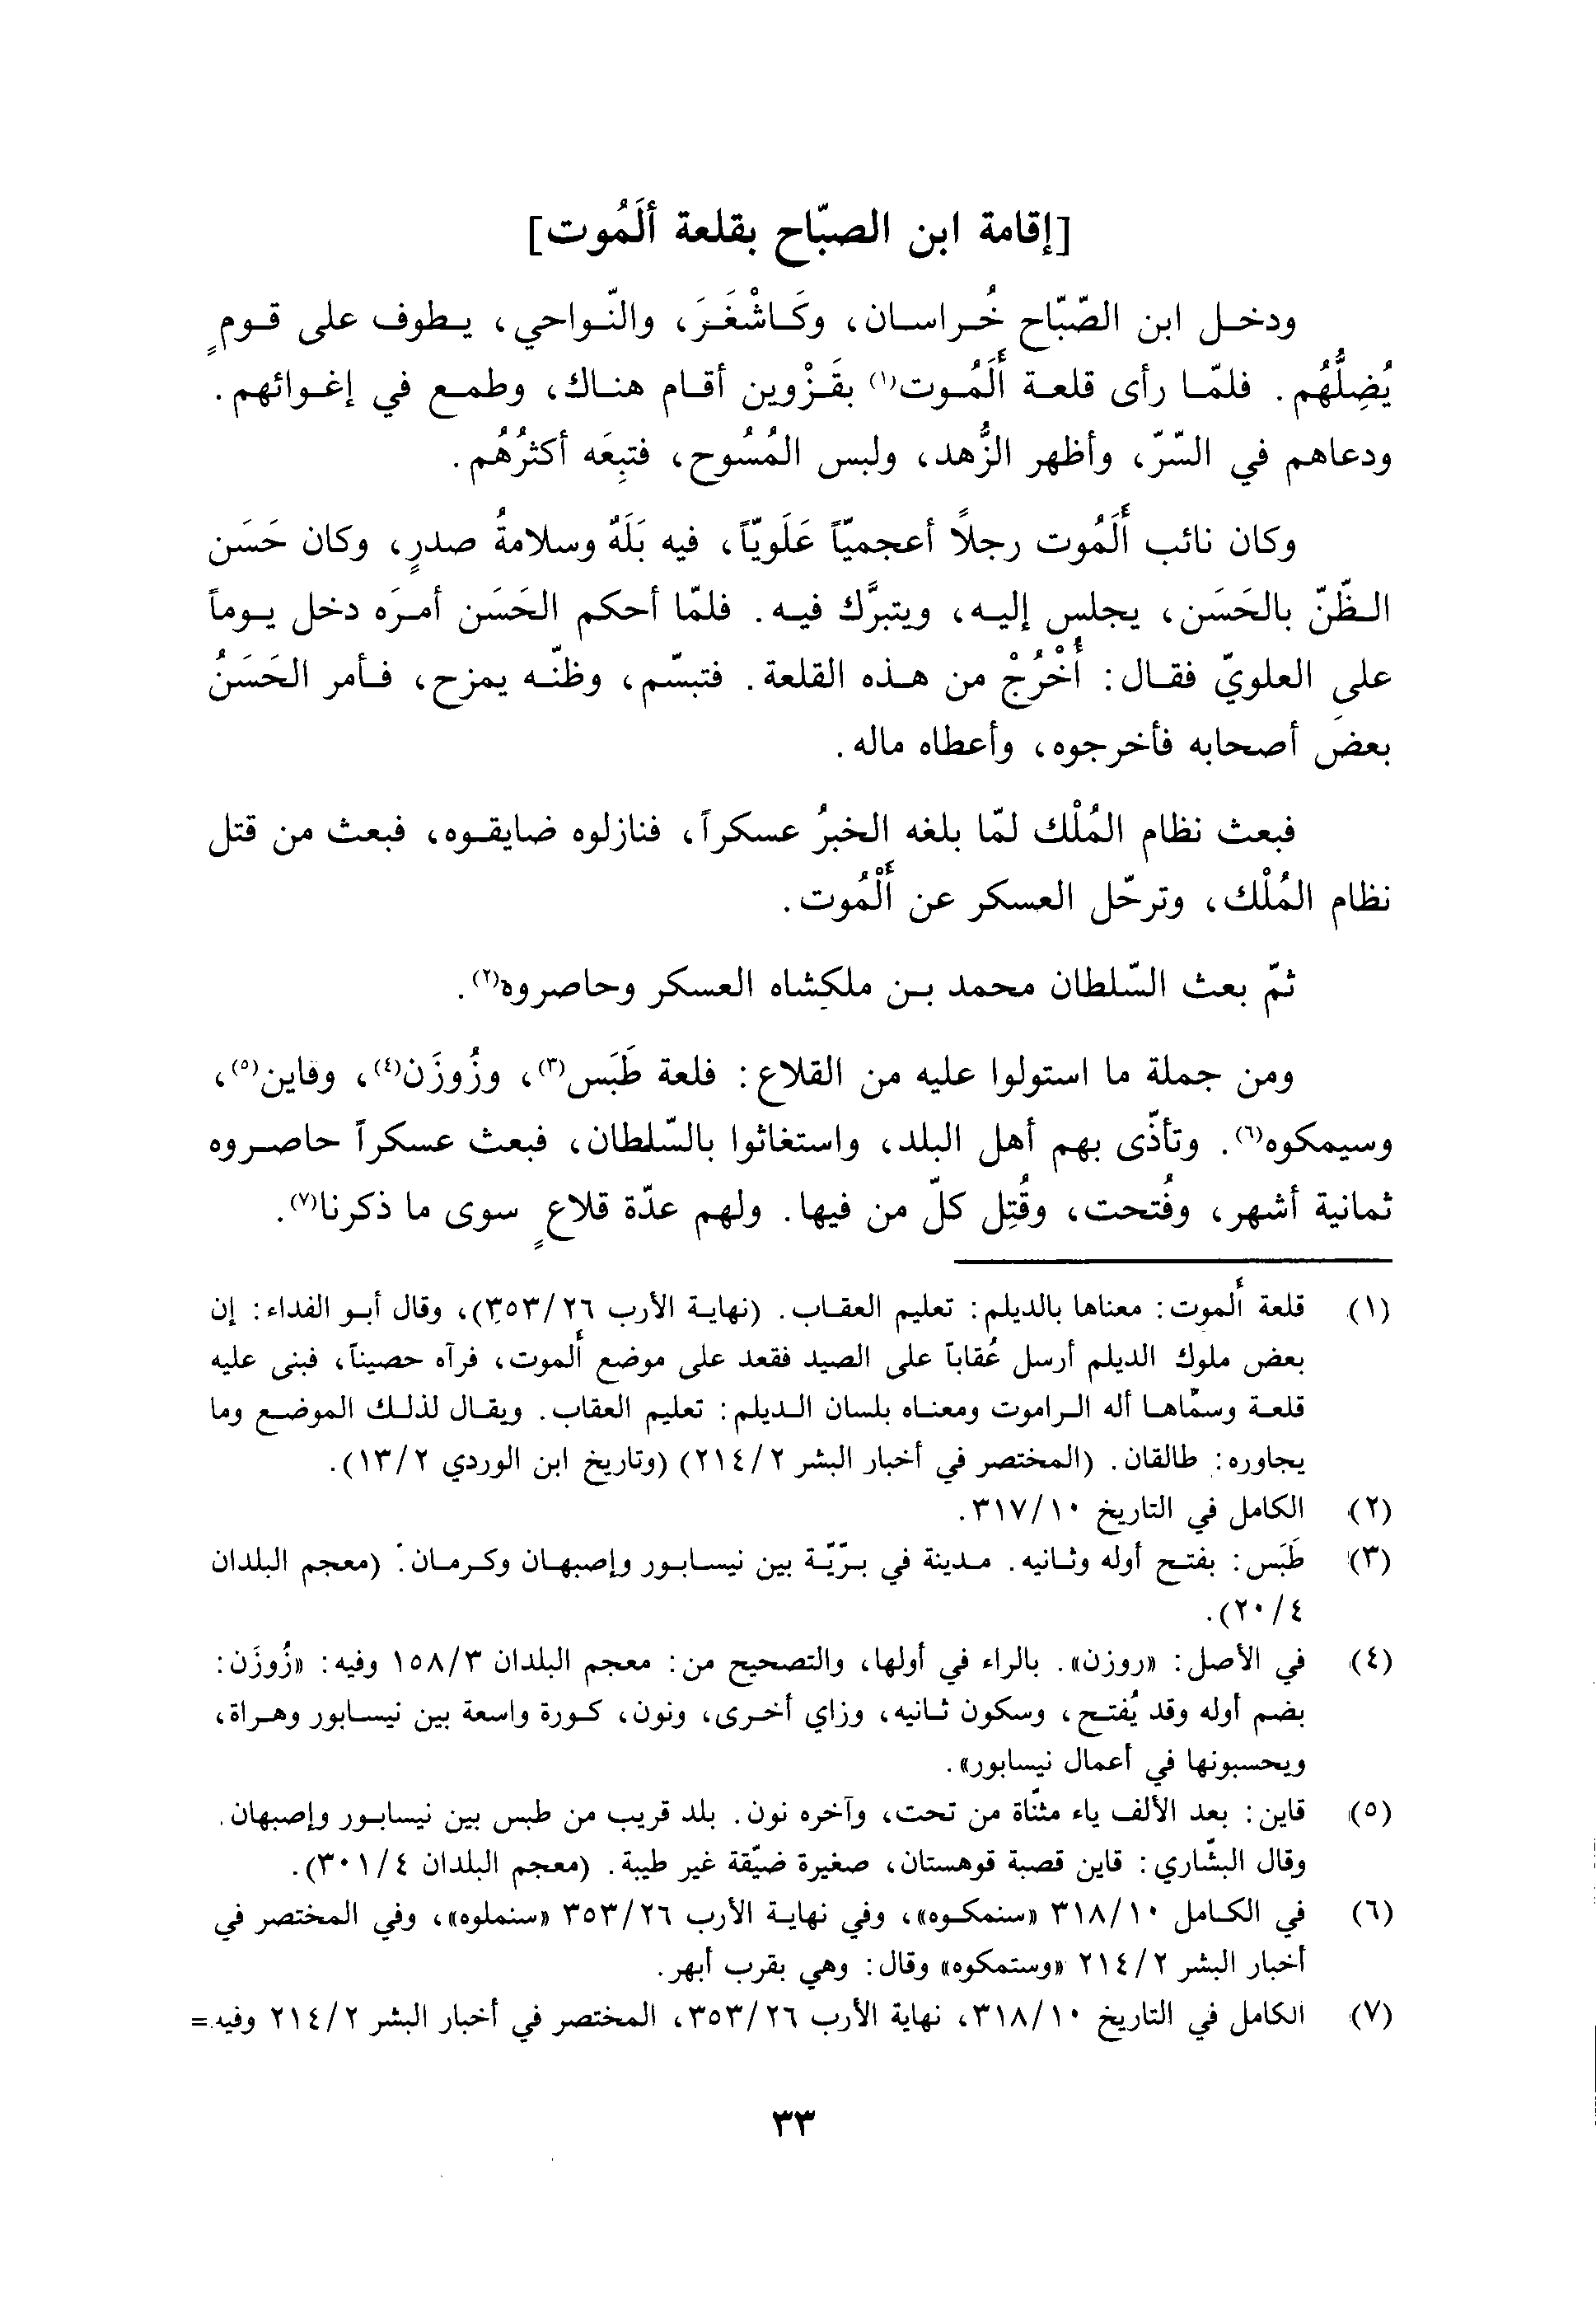 [إقامة ابن الصبّاح بقلعة ألَمُوت]
ودخل ابن الصّبّاح خُراسان، وكَاشْغَرَ، والنّواحي، يطوف على قومٍ
يُضِلُّهُم. فلمّا رأى قلعة أَلَمُوت(١) بقَزْوين أقام هناك، وطمع في إغوائهم.
ودعاهم في السّرّ، وأظهر الزُّهد، ولبس المُسُوح، فتبِعَه أكثرُهُم.
وكان نائب أَلَمُوت رجلاً أعجميّاً عَلَويّاً، فيه بَلَهٌ وسلامةُ صدرٍ، وكان حَسَن
الظّنّ بالحَسَن، يجلس إليه، ويتبرَّك فيه. فلمّا أحكم الحَسَن أمرَه دخل يوماً
على العلويّ فقال: أُخْرُجْ من هذه القلعة. فتبسّم، وظنّه يمزح، فأمر الحَسَنُ
بعضَ أصحابه فأخرجوه، وأعطاه ماله.
فبعث نظام المُلْك لمّا بلغه الخبرُ عسكراً، فنازلوه ضايقوه، فبعث من قتل
نظام المُلْك، وترحّل العسكر عن أَلْمُوت.
ثمّ بعث السّلطان محمد بن ملكشاه العسكر وحاصروه(٢).
ومن جملة ما استولوا عليه من القلاع: قلعة طَبَس(٣)، وزُوزَن(٤)، وقاين(٥)،
وسيمكوه(٦). وتأذّى بهم أهل البلد، واستغاثوا بالسّلطان، فبعث عسكراً حاصروه
ثمانية أشهر، وفُتحت، وقُتِل كلّ من فيها. ولهم عدّة قلاعٍ سوى ما ذكرنا(٧).
(١) قلعة أَلموت: معناها بالديلم: تعليم العقاب. (نهاية الأرب ٣٥٣/٢٦)، وقال أبو الفداء: إن
بعض ملوك الديلم أرسل عُقاباً على الصيد فقعد على موضع أَلموت، فرآه حصيناً، فبنى عليه
قلعة وسمّاها أله الراموت ومعناه بلسان الديلم: تعليم العقاب. ويقال لذلك الموضع وما
يجاوره: طالقان. (المختصر في أخبار البشر ٢١٤/٢) (وتاريخ ابن الوردي ١٣/٢).
(٢) الكامل في التاريخ ٣١٧/١٠.
(٣) طَبَس: بفتح أوله وثانيه. مدينة في برّيّة بين نيسابور وإصبهان وكرمان. (معجم البلدان
٢٠/٤).
(٤) في الأصل: «روزن». بالراء في أولها، والتصحيح من: معجم البلدان ١٥٨/٣ وفيه: «زُوزَن:
بضم أوله وقد يُفتح، وسكون ثانيه، وزاي أخرى، ونون، كورة واسعة بين نيسابور وهراة،
ويحسبونها في أعمال نيسابور».
(٥) قاين: بعد الألف ياء مثنّاة من تحت، وآخره نون. بلد قريب من طبس بين نيسابور وإصبهان.
وقال البشّاري: قاين قصبة قوهستان، صغيرة ضيّقة غير طيبة. (معجم البلدان ٣٠١/٤).
(٦) في الكامل ٣١٨/١٠ «سنمكوه»، وفي نهاية الأرب ٣٥٣/٢٦ «سنملوه»، وفي المختصر في
أخبار البشر ٢١٤/٢ «وستمكوه» وقال: وهي بقرب أبهر.
(٧) الكامل في التاريخ ٣١٨/١٠، نهاية الأرب ٣٥٣/٢٦، المختصر في أخبار البشر ٢١٤/٢ وفيه =
٣٣